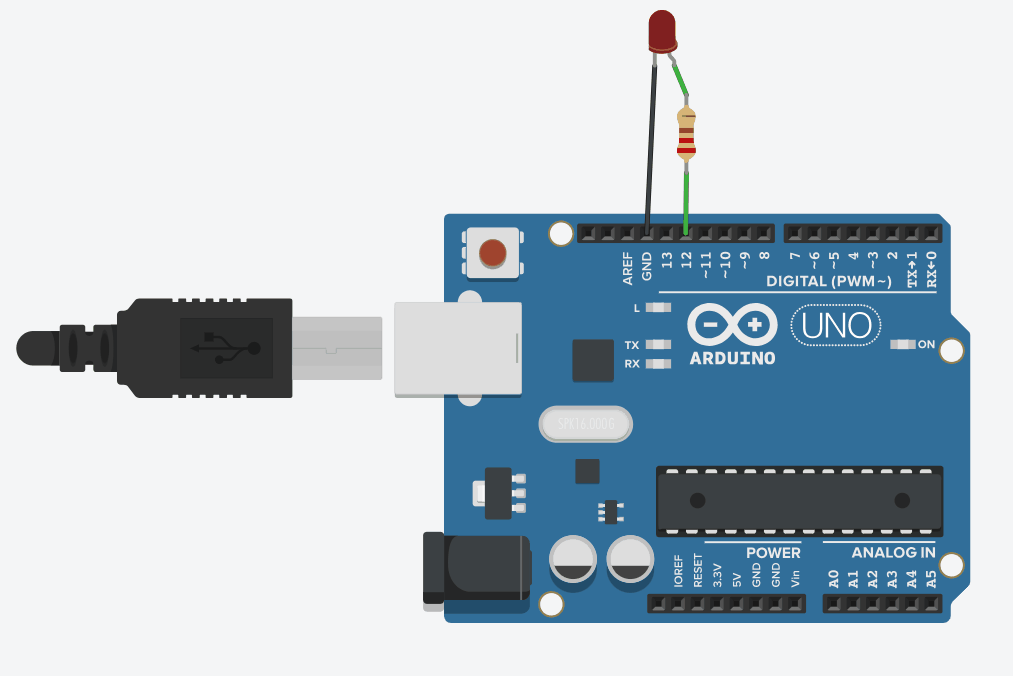 AREF
GND
13
12
~11
~10
~9
8
7
~6
~5
4
~3
2
TX→1
RX←0
DIGITAL (PWM~)
L
TX
RX
ARDUINO
UNO
ON
SPK16.000G
POWER
ANALOG IN
IOREF
RESET
3.3V
5V
GND
GND
Vin
A0
A1
A2
A3
A4
A5